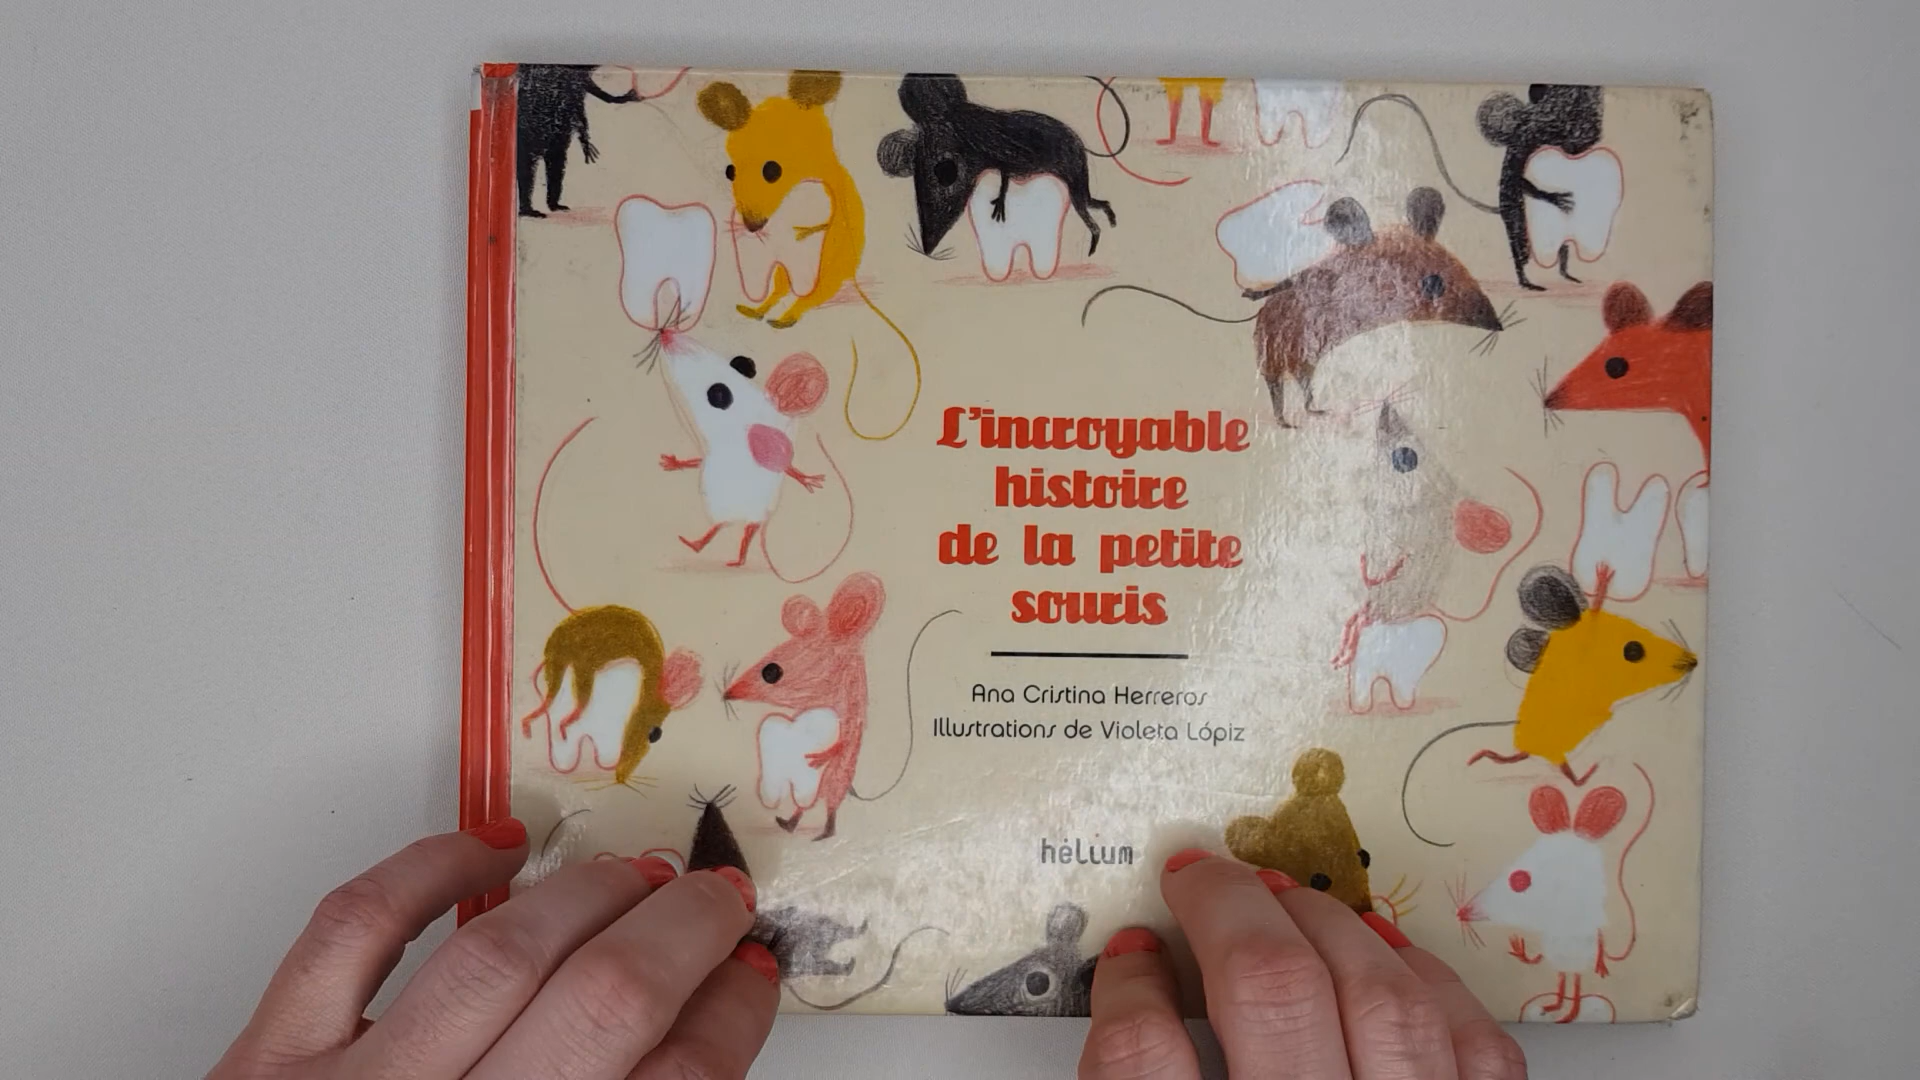 L'incroyable
histoire
de la petite
souris
Ana Cristina Herreros
Illustrations de Violeta Lópiz
hélium